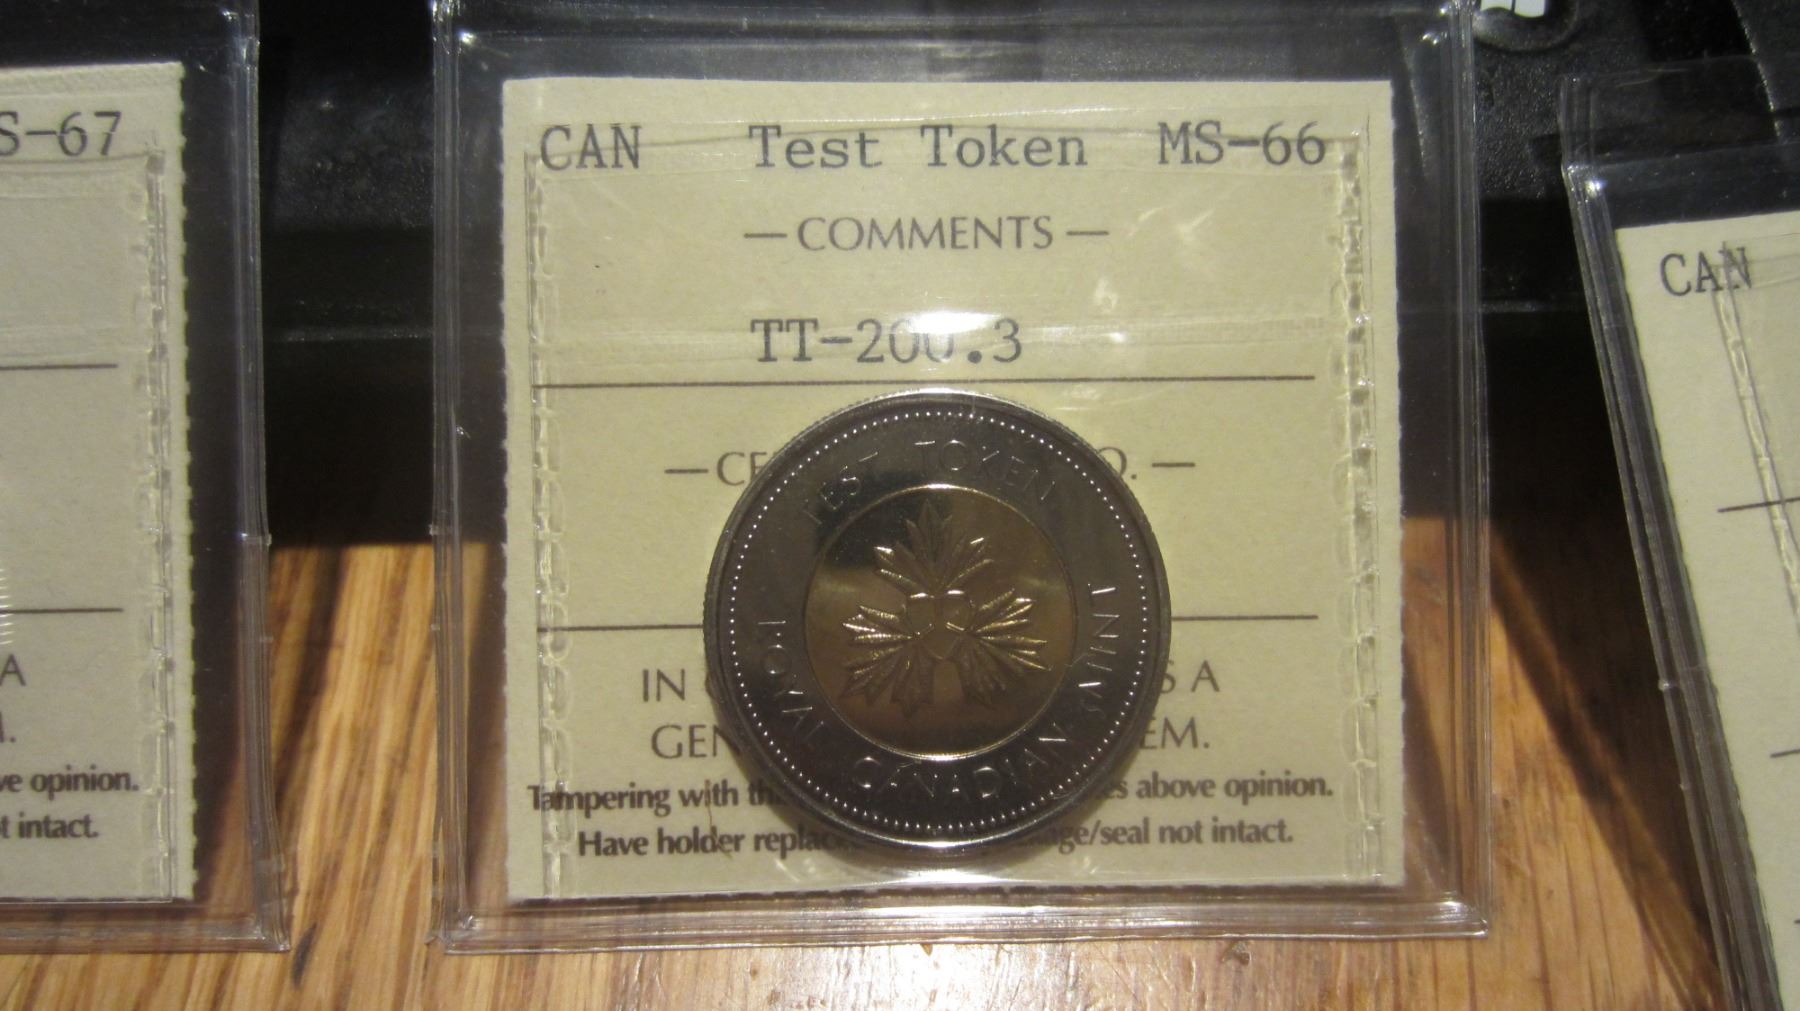 S-67
A
ve opinion.
t intact.
CAN Test Token MS-66
— COMMENTS —
TT-200.3
IN
S A
GEN
EM.
Tampering with th
s above opinion.
Have holder replac
ge/seal not intact.
TEST TOKEN
ROYAL CANADIAN MINT
CAN